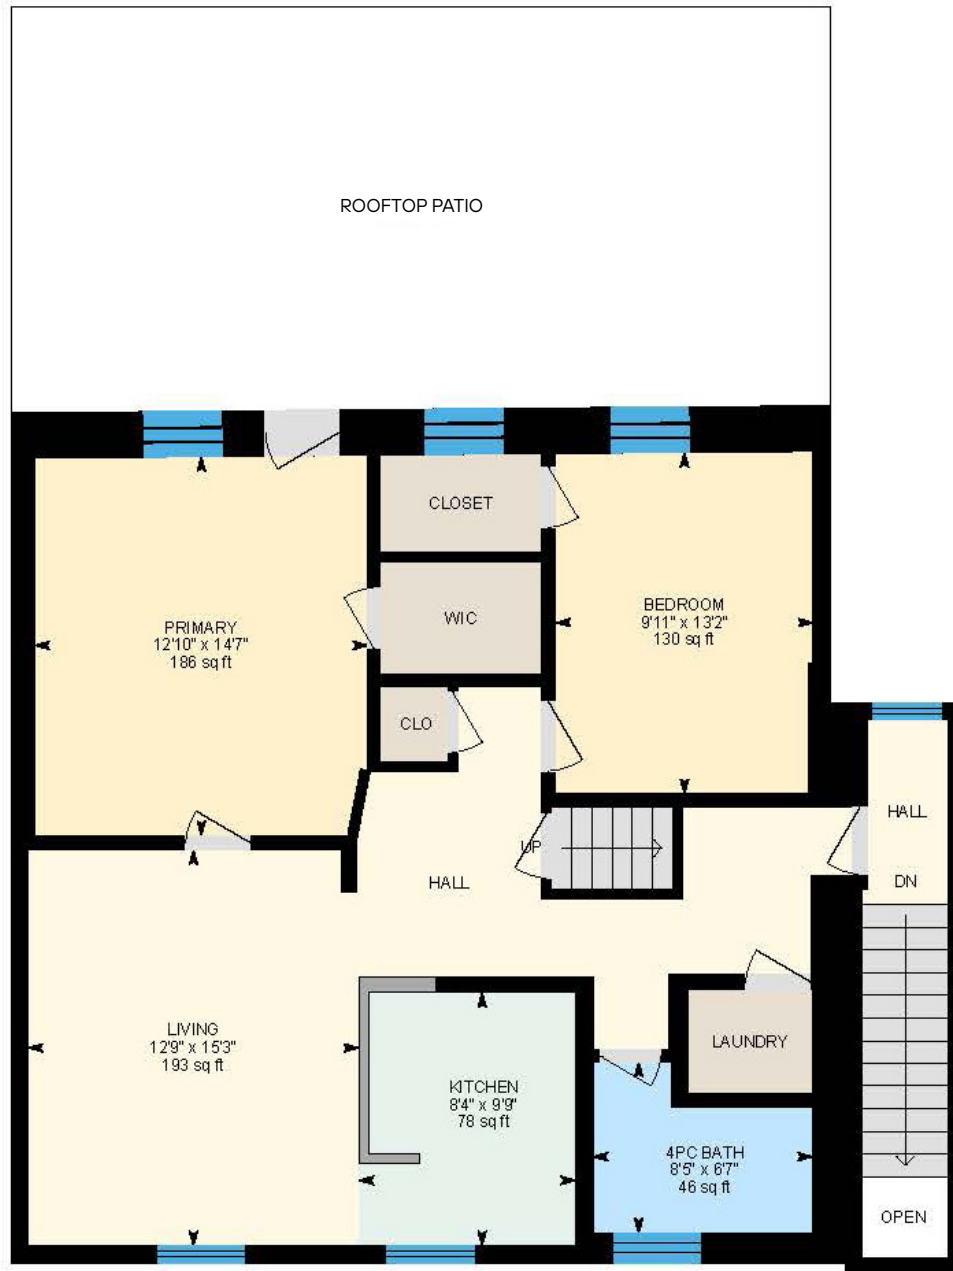 ROOFTOP PATIO
CLOSET
WIC
CLO
PRIMARY
12'10" x 14'7"
186 sq ft
BEDROOM
9'11" x 13'2"
130 sq ft
HALL
DN
UP
HALL
LIVING
12'9" x 15'3"
193 sq ft
KITCHEN
8'4" x 9'9"
78 sq ft
LAUNDRY
4PC BATH
8'5" x 6'7"
46 sq ft
OPEN